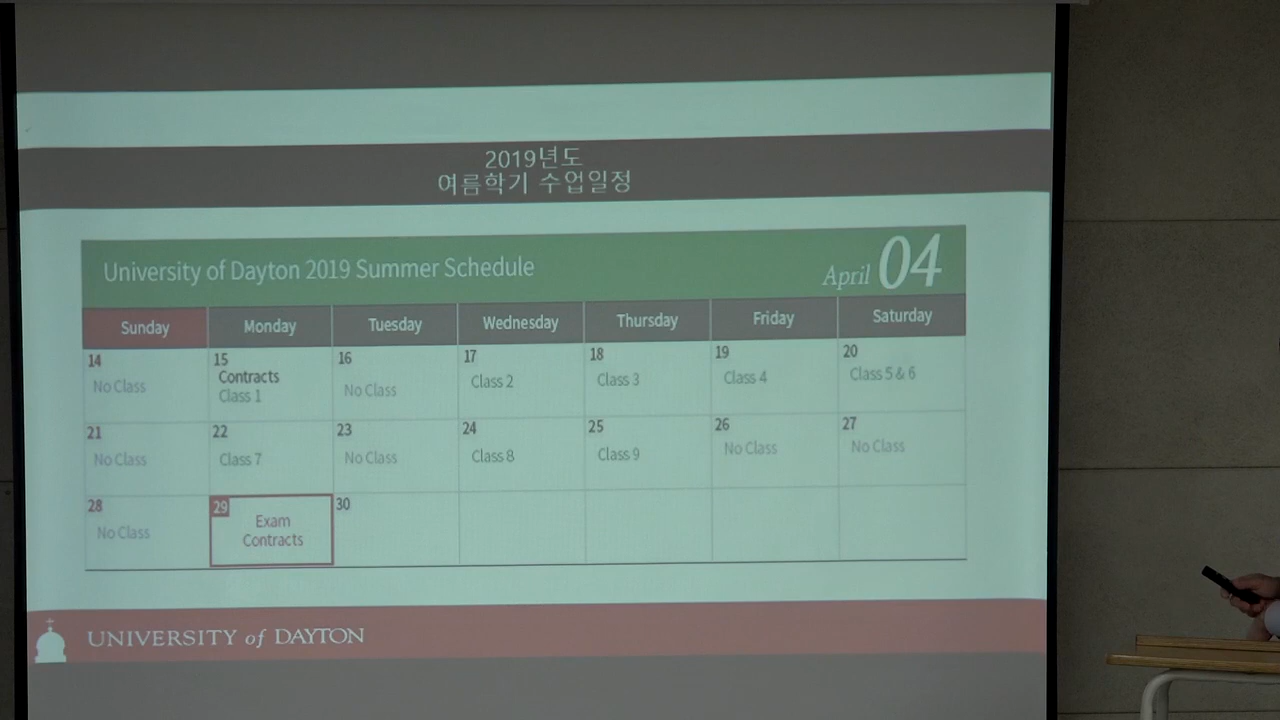 2019년도
여름학기 수업일정
University of Dayton 2019 Summer Schedule
April 04
Sunday Monday Tuesday Wednesday Thursday Friday Saturday
14 15 16 17 18 19 20
No Class Contracts No Class Class 2 Class 3 Class 4 Class 5 & 6
Class 1
21 22 23 24 25 26 27
No Class Class 7 No Class Class 8 Class 9 No Class No Class
28 29 30
No Class Exam
Contracts
UNIVERSITY of DAYTON